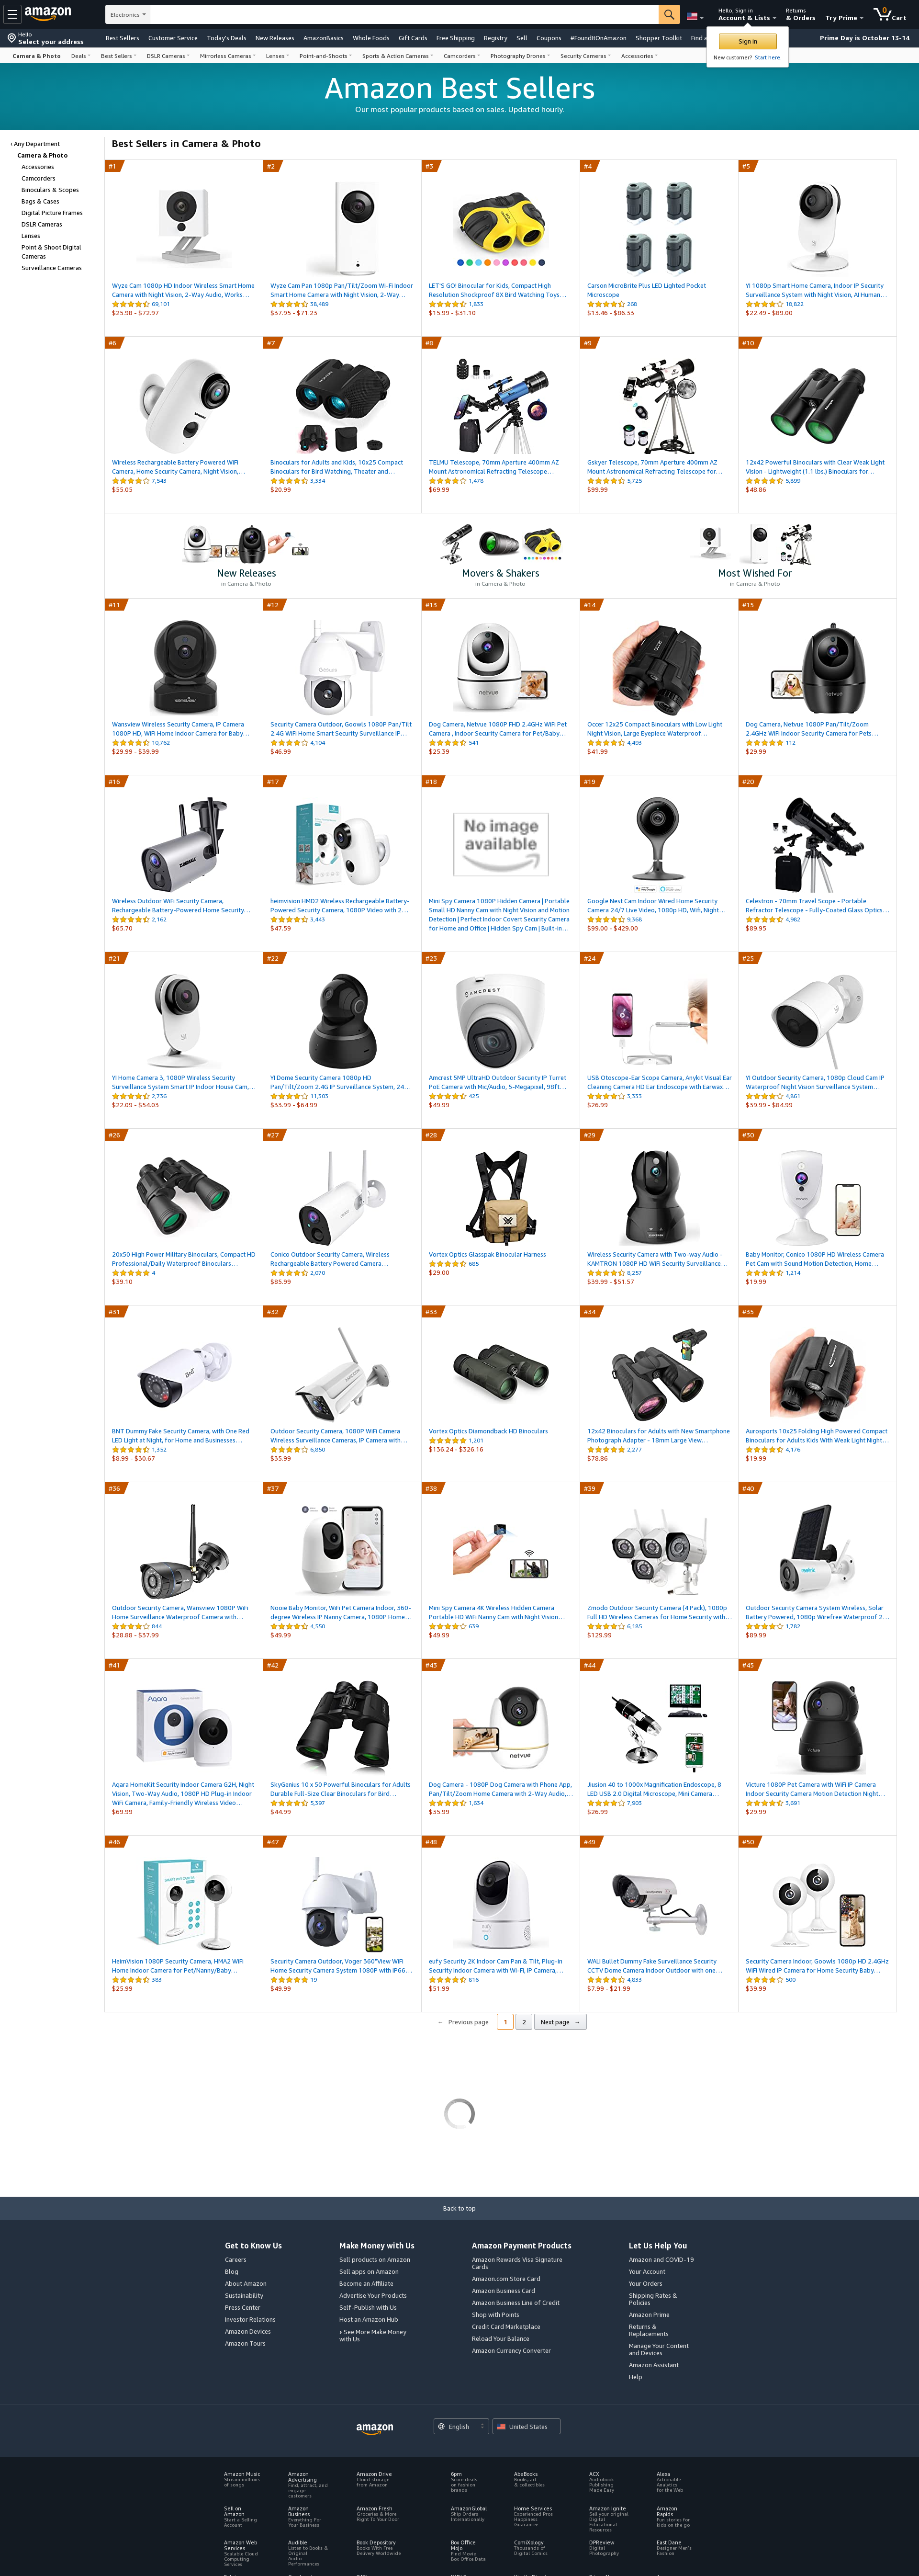 Hello
Select your address
amazon
Electronics
Hello, Sign in
Account & Lists
Returns
& Orders
Try Prime
0
Cart
Best Sellers
Customer Service
Today's Deals
New Releases
AmazonBasics
Whole Foods
Gift Cards
Free Shipping
Registry
Sell
Coupons
#FoundItOnAmazon
Shopper Toolkit
Find a
Prime Day is October 13-14
Sign in
New customer? Start here.
Camera & Photo
Deals
Best Sellers
DSLR Cameras
Mirrorless Cameras
Lenses
Point-and-Shoots
Sports & Action Cameras
Camcorders
Photography Drones
Security Cameras
Accessories
Amazon Best Sellers
Our most popular products based on sales. Updated hourly.
‹ Any Department
Camera & Photo
Accessories
Camcorders
Binoculars & Scopes
Bags & Cases
Digital Picture Frames
DSLR Cameras
Lenses
Point & Shoot Digital
Cameras
Surveillance Cameras
Best Sellers in Camera & Photo
#1
Wyze Cam 1080p HD Indoor Wireless Smart Home
Camera with Night Vision, 2-Way Audio, Works…
69,101
$25.98 - $72.97
#2
Wyze Cam Pan 1080p Pan/Tilt/Zoom Wi-Fi Indoor
Smart Home Camera with Night Vision, 2-Way…
38,489
$37.95 - $71.23
#3
LET'S GO! Binocular for Kids, Compact High
Resolution Shockproof 8X Bird Watching Toys…
1,833
$15.99 - $31.10
#4
Carson MicroBrite Plus LED Lighted Pocket
Microscope
268
$13.46 - $86.33
#5
YI 1080p Smart Home Camera, Indoor IP Security
Surveillance System with Night Vision, AI Human…
18,822
$22.49 - $89.00
#6
Wireless Rechargeable Battery Powered WiFi
Camera, Home Security Camera, Night Vision,…
7,543
$55.05
#7
Binoculars for Adults and Kids, 10x25 Compact
Binoculars for Bird Watching, Theater and…
3,334
$20.99
#8
TELMU Telescope, 70mm Aperture 400mm AZ
Mount Astronomical Refracting Telescope…
1,478
$69.99
#9
Gskyer Telescope, 70mm Aperture 400mm AZ
Mount Astronomical Refracting Telescope for…
5,725
$99.99
#10
12x42 Powerful Binoculars with Clear Weak Light
Vision - Lightweight (1.1 lbs.) Binoculars for…
5,899
$48.86
New Releases
in Camera & Photo
Movers & Shakers
in Camera & Photo
Most Wished For
in Camera & Photo
#11
Wansview Wireless Security Camera, IP Camera
1080P HD, WiFi Home Indoor Camera for Baby…
10,762
$29.99 - $39.99
#12
Security Camera Outdoor, Goowls 1080P Pan/Tilt
2.4G WiFi Home Smart Security Surveillance IP…
4,104
$46.99
#13
netvue
Dog Camera, Netvue 1080P FHD 2.4GHz WiFi Pet
Camera , Indoor Security Camera for Pet/Baby…
541
$25.39
#14
Occer 12x25 Compact Binoculars with Low Light
Night Vision, Large Eyepiece Waterproof…
4,493
$41.99
#15
netvue
Dog Camera, Netvue 1080P Pan/Tilt/Zoom
2.4GHz WiFi Indoor Security Camera for Pets…
112
$29.99
#16
Wireless Outdoor WiFi Security Camera,
Rechargeable Battery-Powered Home Security…
2,162
$65.70
#17
heimvision HMD2 Wireless Rechargeable Battery-
Powered Security Camera, 1080P Video with 2…
3,443
$47.59
#18
No image
available
Mini Spy Camera 1080P Hidden Camera | Portable
Small HD Nanny Cam with Night Vision and Motion
Detection | Perfect Indoor Covert Security Camera
for Home and Office | Hidden Spy Cam | Built-in…
#19
Google Nest Cam Indoor Wired Home Security
Camera 24/7 Live Video, 1080p HD, Wifi, Night…
9,368
$99.00 - $429.00
#20
Celestron - 70mm Travel Scope - Portable
Refractor Telescope - Fully-Coated Glass Optics…
4,982
$89.95
#21
YI Home Camera 3, 1080P Wireless Security
Surveillance System Smart IP Indoor House Cam,…
2,736
$22.09 - $54.03
#22
YI Dome Security Camera 1080p HD
Pan/Tilt/Zoom 2.4G IP Surveillance System, 24…
11,303
$33.99 - $64.99
#23
AMCREST
Amcrest 5MP UltraHD Outdoor Security IP Turret
PoE Camera with Mic/Audio, 5-Megapixel, 98ft…
425
$49.99
#24
USB Otoscope-Ear Scope Camera, Anykit Visual Ear
Cleaning Camera HD Ear Endoscope with Earwax…
3,333
$26.99
#25
YI Outdoor Security Camera, 1080p Cloud Cam IP
Waterproof Night Vision Surveillance System…
4,861
$39.99 - $84.99
#26
20x50 High Power Military Binoculars, Compact HD
Professional/Daily Waterproof Binoculars…
4
$39.10
#27
Conico Outdoor Security Camera, Wireless
Rechargeable Battery Powered Camera…
2,070
$85.99
#28
Vortex Optics Glasspak Binocular Harness
685
$29.00
#29
Wireless Security Camera with Two-way Audio -
KAMTRON 1080P HD WiFi Security Surveillance…
8,257
$39.99 - $51.57
#30
Baby Monitor, Conico 1080P HD Wireless Camera
Pet Cam with Sound Motion Detection, Home…
1,214
$19.99
#31
BNT Dummy Fake Security Camera, with One Red
LED Light at Night, for Home and Businesses…
1,352
$8.99 - $30.67
#32
Outdoor Security Camera, 1080P WiFi Camera
Wireless Surveillance Cameras, IP Camera with…
6,850
$35.99
#33
Vortex Optics Diamondback HD Binoculars
1,201
$136.24 - $326.16
#34
12x42 Binoculars for Adults with New Smartphone
Photograph Adapter - 18mm Large View…
2,277
$78.86
#35
Aurosports 10x25 Folding High Powered Compact
Binoculars for Adults Kids With Weak Light Night…
4,176
$19.99
#36
Outdoor Security Camera, Wansview 1080P WiFi
Home Surveillance Waterproof Camera with…
844
$28.88 - $37.99
#37
Nooie Baby Monitor, WiFi Pet Camera Indoor, 360-
degree Wireless IP Nanny Camera, 1080P Home…
4,550
$49.99
#38
Mini Spy Camera 4K Wireless Hidden Camera
Portable HD WiFi Nanny Cam with Night Vision…
639
$49.99
#39
Zmodo Outdoor Security Camera (4 Pack), 1080p
Full HD Wireless Cameras for Home Security with…
6,185
$129.99
#40
Outdoor Security Camera System Wireless, Solar
Battery Powered, 1080p Wirefree Waterproof 2…
1,782
$89.99
#41
Aqara
Aqara HomeKit Security Indoor Camera G2H, Night
Vision, Two-Way Audio, 1080P HD Plug-in Indoor
WiFi Camera, Family-Friendly Wireless Video…
$69.99
#42
SkyGenius 10 x 50 Powerful Binoculars for Adults
Durable Full-Size Clear Binoculars for Bird…
5,397
$44.99
#43
netvue
Dog Camera - 1080P Dog Camera with Phone App,
Pan/Tilt/Zoom Home Camera with 2-Way Audio,…
1,634
$35.99
#44
Jiusion 40 to 1000x Magnification Endoscope, 8
LED USB 2.0 Digital Microscope, Mini Camera…
7,903
$26.99
#45
Victure 1080P Pet Camera with WiFi IP Camera
Indoor Security Camera Motion Detection Night…
3,691
$29.99
#46
HeimVision 1080P Security Camera, HMA2 WiFi
Home Indoor Camera for Pet/Nanny/Baby…
383
$25.99
#47
Security Camera Outdoor, Voger 360°View WiFi
Home Security Camera System 1080P with IP66…
19
$49.99
#48
eufy Security 2K Indoor Cam Pan & Tilt, Plug-in
Security Indoor Camera with Wi-Fi, IP Camera,…
816
$51.99
#49
WALI Bullet Dummy Fake Surveillance Security
CCTV Dome Camera Indoor Outdoor with one…
4,833
$7.99 - $21.99
#50
Security Camera Indoor, Goowls 1080p HD 2.4GHz
WiFi Wired IP Camera for Home Security Baby…
500
$39.99
← Previous page
1
2
Next page →
Back to top
Get to Know Us
Careers
Blog
About Amazon
Sustainability
Press Center
Investor Relations
Amazon Devices
Amazon Tours
Make Money with Us
Sell products on Amazon
Sell apps on Amazon
Become an Affiliate
Advertise Your Products
Self-Publish with Us
Host an Amazon Hub
› See More Make Money
with Us
Amazon Payment Products
Amazon Rewards Visa Signature
Cards
Amazon.com Store Card
Amazon Business Card
Amazon Business Line of Credit
Shop with Points
Credit Card Marketplace
Reload Your Balance
Amazon Currency Converter
Let Us Help You
Amazon and COVID-19
Your Account
Your Orders
Shipping Rates &
Policies
Amazon Prime
Returns &
Replacements
Manage Your Content
and Devices
Amazon Assistant
Help
amazon
English
United States
Amazon Music
Stream millions
of songs
Amazon
Advertising
Find, attract, and
engage
customers
Amazon Drive
Cloud storage
from Amazon
6pm
Score deals
on fashion
brands
AbeBooks
Books, art
& collectibles
ACX
Audiobook
Publishing
Made Easy
Alexa
Actionable
Analytics
for the Web
Sell on
Amazon
Start a Selling
Account
Amazon
Business
Everything For
Your Business
Amazon Fresh
Groceries & More
Right To Your Door
AmazonGlobal
Ship Orders
Internationally
Home Services
Experienced Pros
Happiness
Guarantee
Amazon Ignite
Sell your original
Digital
Educational
Resources
Amazon
Rapids
Fun stories for
kids on the go
Amazon Web
Services
Scalable Cloud
Computing
Services
Audible
Listen to Books &
Original
Audio
Performances
Book Depository
Books With Free
Delivery Worldwide
Box Office
Mojo
Find Movie
Box Office Data
ComiXology
Thousands of
Digital Comics
DPReview
Digital
Photography
East Dane
Designer Men's
Fashion